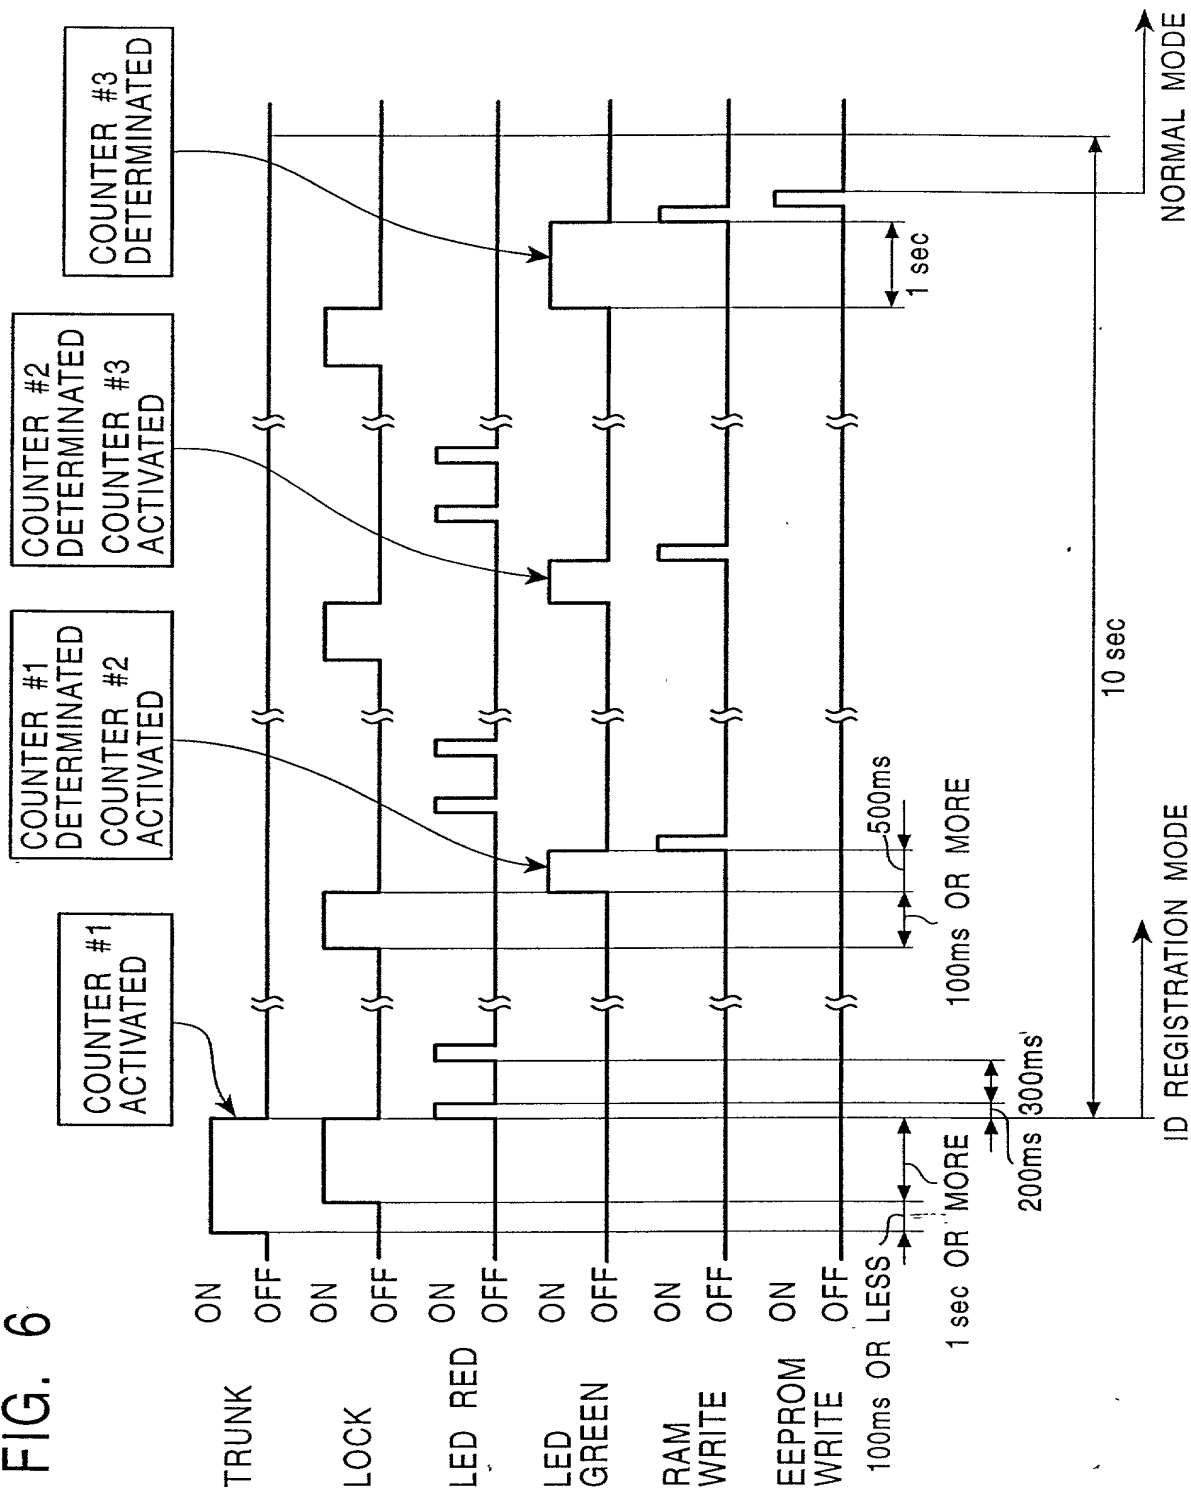 FIG. 6
COUNTER #1
ACTIVATED
COUNTER #1
DETERMINATED
COUNTER #2
ACTIVATED
COUNTER #2
DETERMINATED
COUNTER #3
ACTIVATED
COUNTER #3
DETERMINATED
TRUNK
ON
OFF
LOCK
ON
OFF
LED RED
ON
OFF
LED
GREEN
ON
OFF
RAM
WRITE
ON
OFF
EEPROM
WRITE
ON
OFF
100ms OR LESS
1 sec OR MORE
200ms
300ms
100ms OR MORE
500ms
1 sec
10 sec
ID REGISTRATION MODE
NORMAL MODE